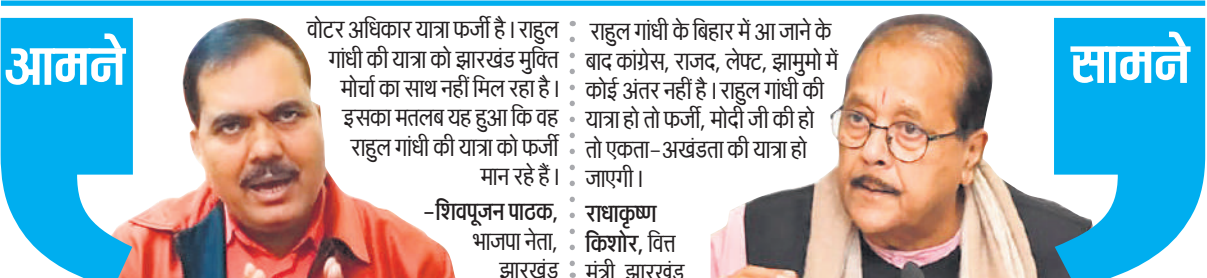 आमने
वोटर अधिकार यात्रा फर्जी है। राहुल
गांधी की यात्रा को झारखंड मुक्ति
मोर्चा का साथ नहीं मिल रहा है।
इसका मतलब यह हुआ कि वह
राहुल गांधी की यात्रा को फर्जी
मान रहे हैं।
-शिवपूजन पाठक,
भाजपा नेता,
झारखंड
राहुल गांधी के बिहार में आ जाने के
बाद कांग्रेस, राजद, लेफ्ट, झामुमो में
कोई अंतर नहीं है। राहुल गांधी की
यात्रा हो तो फर्जी, मोदी जी की हो
तो एकता-अखंडता की यात्रा हो
जाएगी।
राधाकृष्ण
किशोर, वित्त
मंत्री, झारखंड
सामने